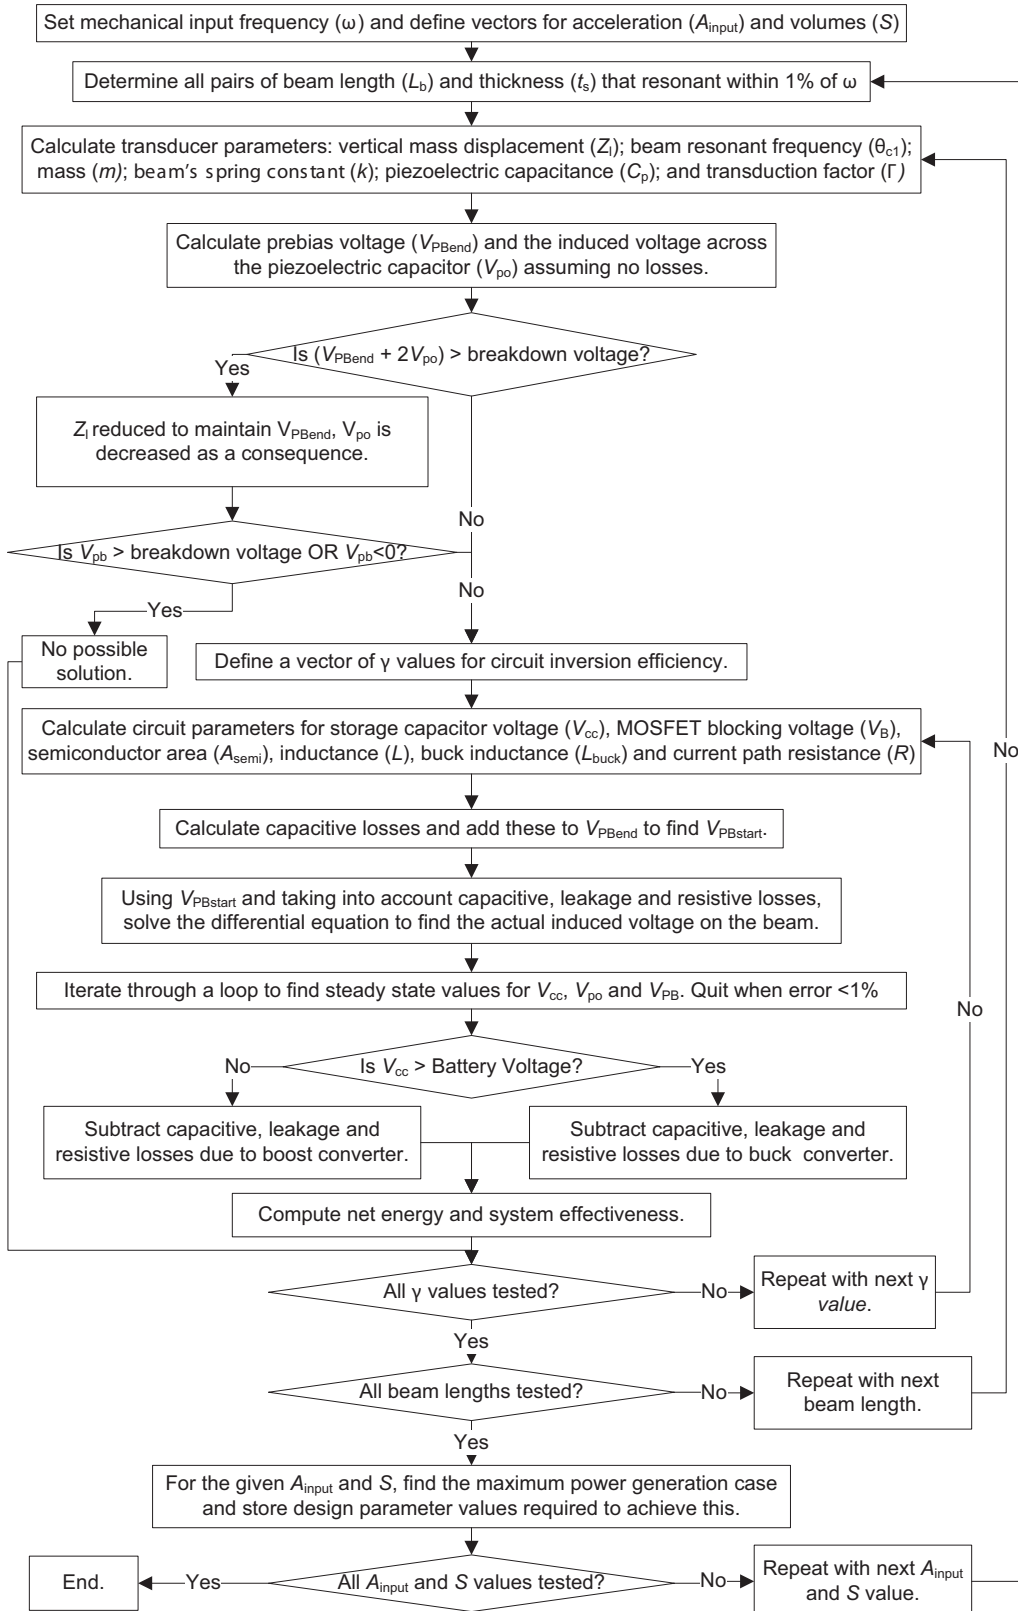 Set mechanical input frequency (ω) and define vectors for acceleration (A_input) and volumes (S)
Determine all pairs of beam length (L_b) and thickness (t_s) that resonant within 1% of ω
Calculate transducer parameters: vertical mass displacement (Z_l); beam resonant frequency (θ_c1);
mass (m); beam's spring constant (k); piezoelectric capacitance (C_p); and transduction factor (Γ)
Calculate prebias voltage (V_PBend) and the induced voltage across
the piezoelectric capacitor (V_po) assuming no losses.
Is (V_PBend + 2V_po) > breakdown voltage?
Yes
Z_l reduced to maintain V_PBend, V_po is
decreased as a consequence.
No
Is V_pb > breakdown voltage OR V_pb<0?
No
Yes
No possible
solution.
Define a vector of γ values for circuit inversion efficiency.
Calculate circuit parameters for storage capacitor voltage (V_cc), MOSFET blocking voltage (V_B),
semiconductor area (A_semi), inductance (L), buck inductance (L_buck) and current path resistance (R)
No
Calculate capacitive losses and add these to V_PBend to find V_PBstart.
Using V_PBstart and taking into account capacitive, leakage and resistive losses,
solve the differential equation to find the actual induced voltage on the beam.
Iterate through a loop to find steady state values for V_cc, V_po and V_PB. Quit when error <1%
No
Is V_cc > Battery Voltage?
No
Yes
Subtract capacitive, leakage and
resistive losses due to boost converter.
Subtract capacitive, leakage and
resistive losses due to buck converter.
Compute net energy and system effectiveness.
All γ values tested?
No
Repeat with next γ
value.
Yes
All beam lengths tested?
No
Repeat with next
beam length.
Yes
For the given A_input and S, find the maximum power generation case
and store design parameter values required to achieve this.
End.
Yes
All A_input and S values tested?
No
Repeat with next A_input
and S value.